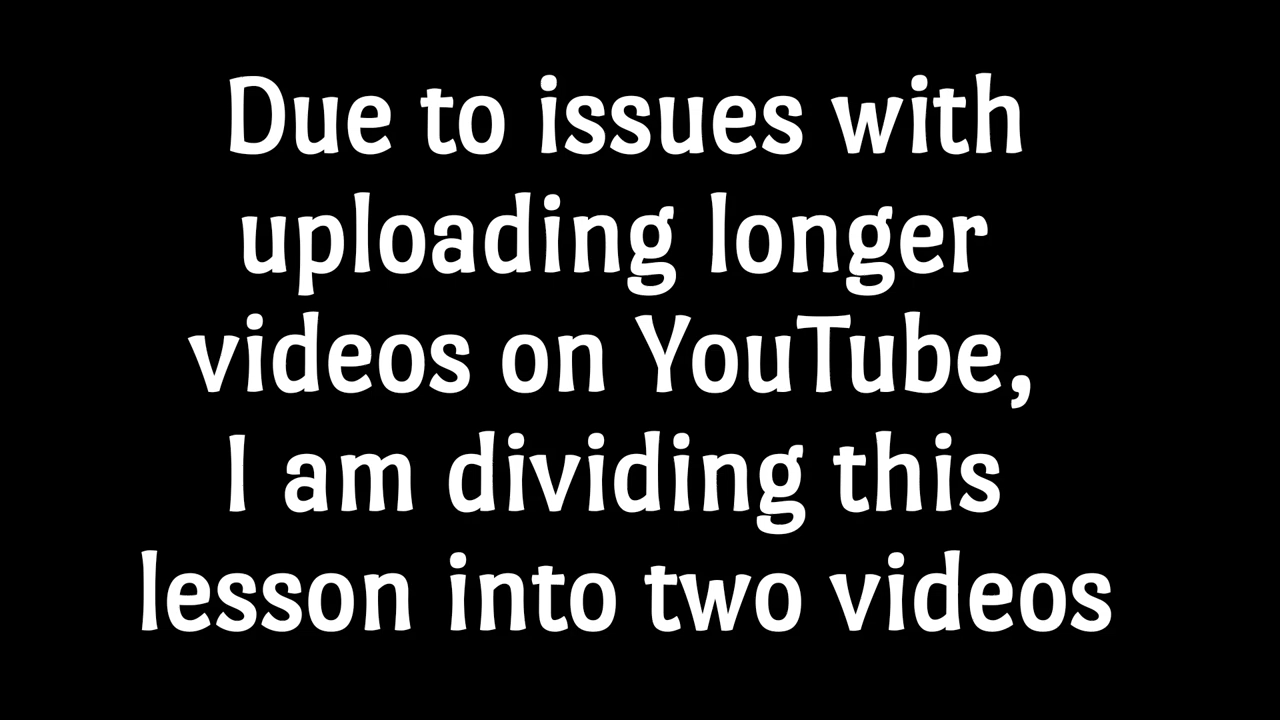 Due to issues with
uploading longer
videos on YouTube,
I am dividing this
lesson into two videos